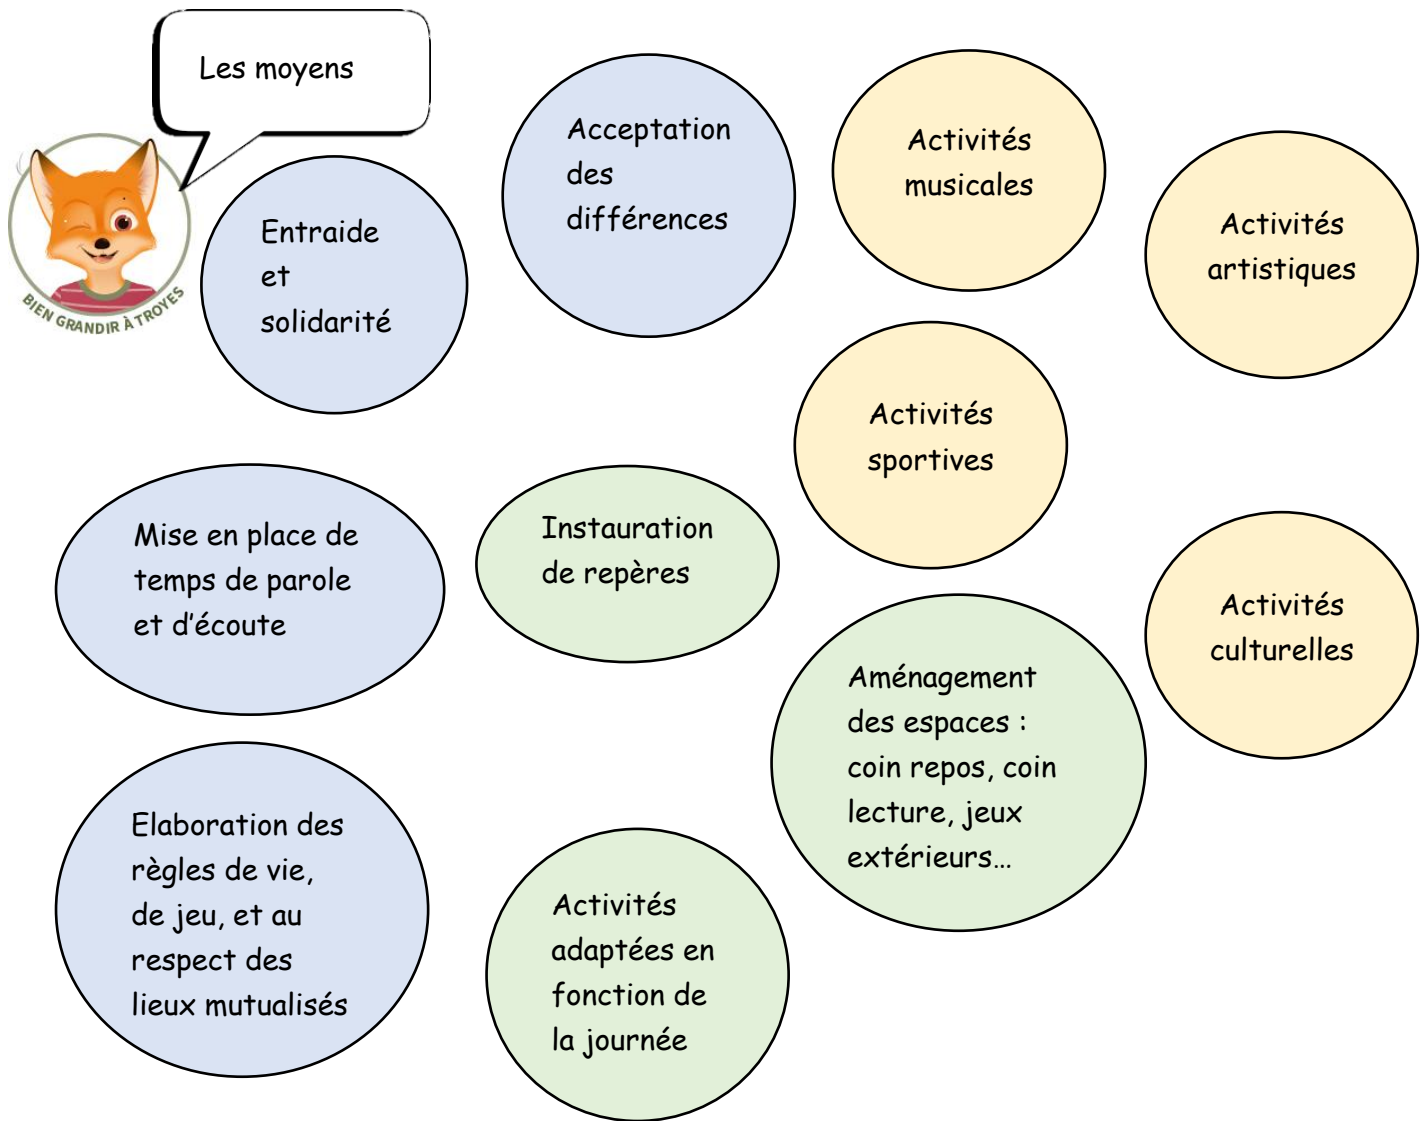 Les moyens
BIEN GRANDIR À TROYES
Entraide
et
solidarité
Acceptation
des
différences
Activités
musicales
Activités
artistiques
Activités
sportives
Mise en place de
temps de parole
et d'écoute
Instauration
de repères
Activités
culturelles
Aménagement
des espaces :
coin repos, coin
lecture, jeux
extérieurs…
Elaboration des
règles de vie,
de jeu, et au
respect des
lieux mutualisés
Activités
adaptées en
fonction de
la journée